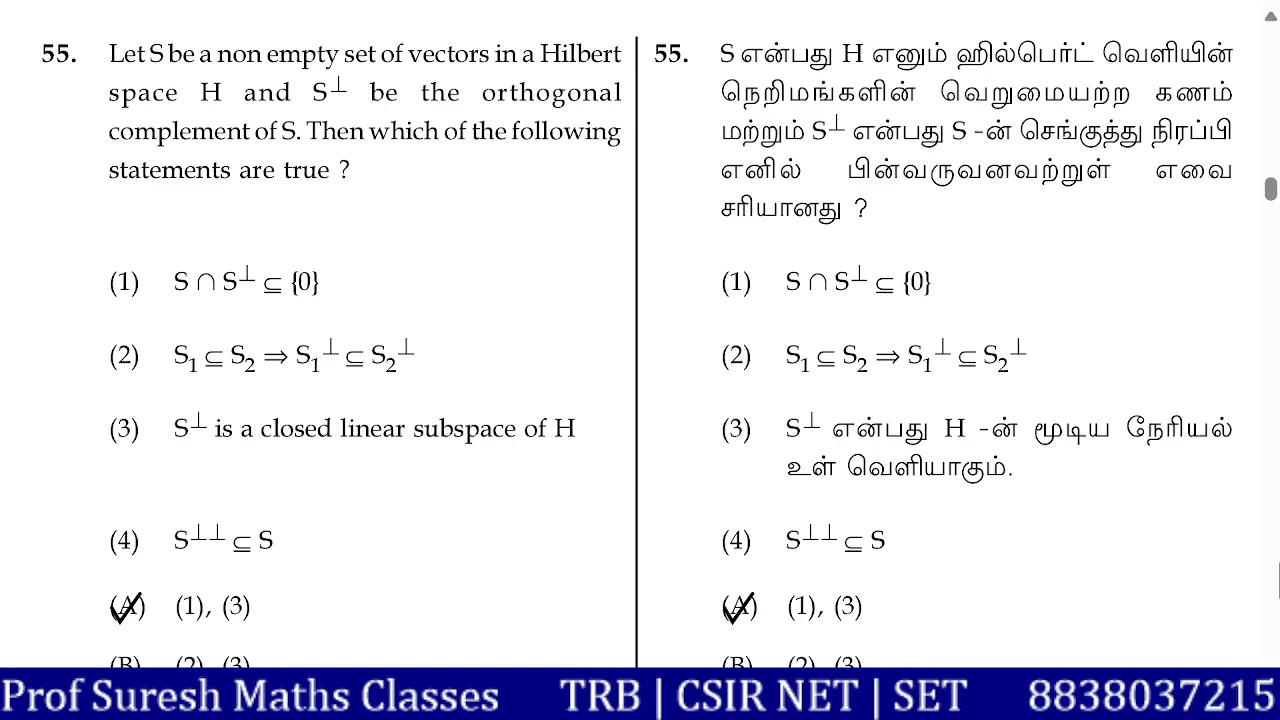 55. Let S be a non empty set of vectors in a Hilbert
space H and S⊥ be the orthogonal
complement of S. Then which of the following
statements are true ?
(1) S ∩ S⊥ ⊆ {0}
(2) S₁ ⊆ S₂ ⇒ S₁⊥ ⊆ S₂⊥
(3) S⊥ is a closed linear subspace of H
(4) S⊥⊥ ⊆ S
(A) (1), (3)
(B) (2), (3)
55. S என்பது H எனும் ஹில்பெர்ட் வெளியின்
நெறிமங்களின் வெறுமையற்ற கணம்
மற்றும் S⊥ என்பது S -ன் செங்குத்து நிரப்பி
எனில் பின்வருவனவற்றுள் எவை
சரியானது ?
(1) S ∩ S⊥ ⊆ {0}
(2) S₁ ⊆ S₂ ⇒ S₁⊥ ⊆ S₂⊥
(3) S⊥ என்பது H -ன் மூடிய நேரியல்
உள் வெளியாகும்.
(4) S⊥⊥ ⊆ S
(A) (1), (3)
(B) (2), (3)
Prof Suresh Maths Classes TRB | CSIR NET | SET 8838037215